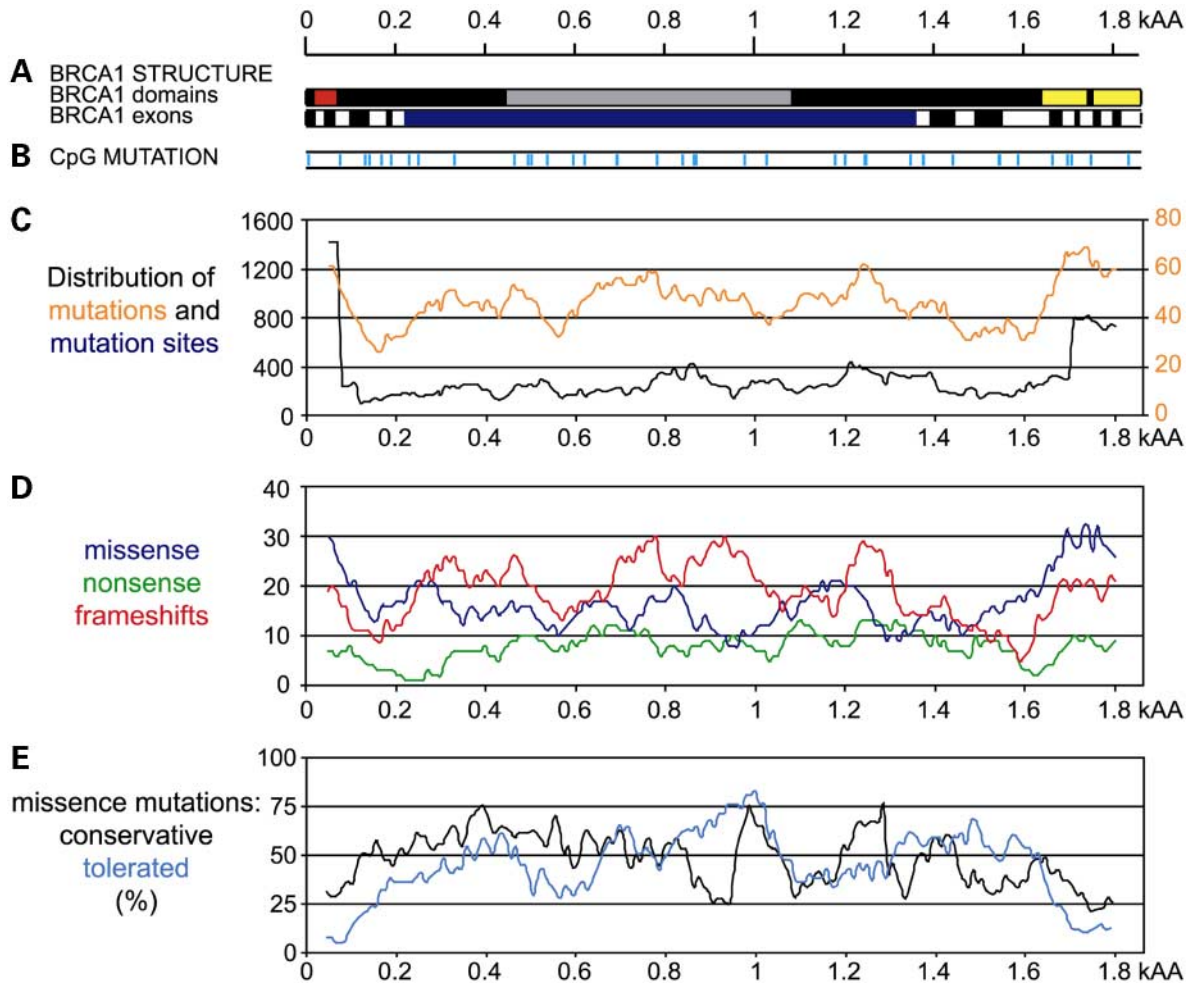 0 0.2 0.4 0.6 0.8 1 1.2 1.4 1.6 1.8 kAA
A BRCA1 STRUCTURE
BRCA1 domains
BRCA1 exons
B CpG MUTATION
C
1600 80
1200 60
800 40
400 20
0 0
Distribution of
mutations and
mutation sites
0 0.2 0.4 0.6 0.8 1 1.2 1.4 1.6 1.8 kAA
D
40
30
20
10
0
missense
nonsense
frameshifts
0 0.2 0.4 0.6 0.8 1 1.2 1.4 1.6 1.8 kAA
E
100
75
50
25
0
missence mutations:
conservative
tolerated
(%)
0 0.2 0.4 0.6 0.8 1 1.2 1.4 1.6 1.8 kAA